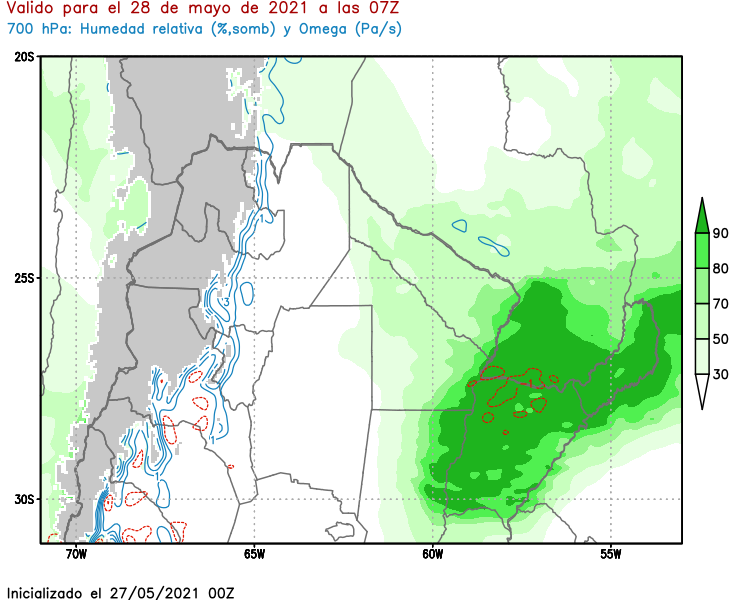 Valido para el 28 de mayo de 2021 a las 07Z
700 hPa: Humedad relativa (%,somb) y Omega (Pa/s)
20S
25S
30S
70W
65W
60W
55W
1
3
1
90
80
70
50
30
Inicializado el 27/05/2021 00Z